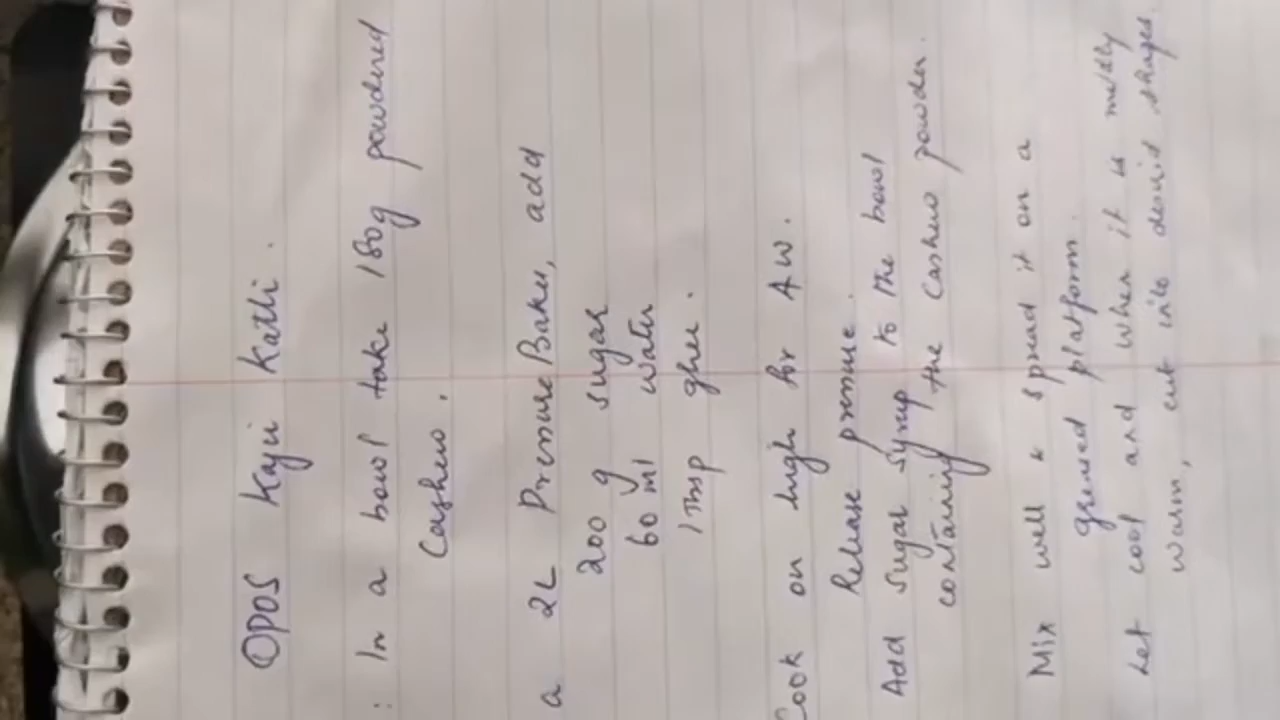 OPOS Kaju Katli.
: In a bowl take 180g powdered
Cashew.
a 2L Pressure Baker, add
200 g sugar
60 ml water
1 Tbsp ghee.
Cook on high for 4W.
Release pressure.
Add sugar syrup to the bowl
containing the cashew powder.
Mix well & spread it on a
greased platform.
Let cool and when it is mildly
warm, cut into desired shapes.